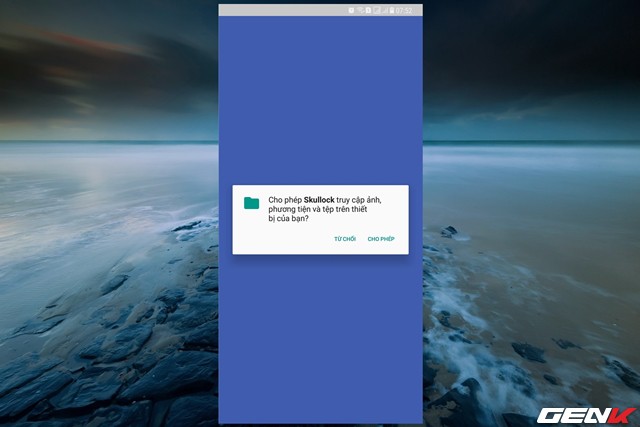 07:52
Cho phép Skullock truy cập ảnh,
phương tiện và tệp trên thiết
bị của bạn?
TỪ CHỐI CHO PHÉP
GENK